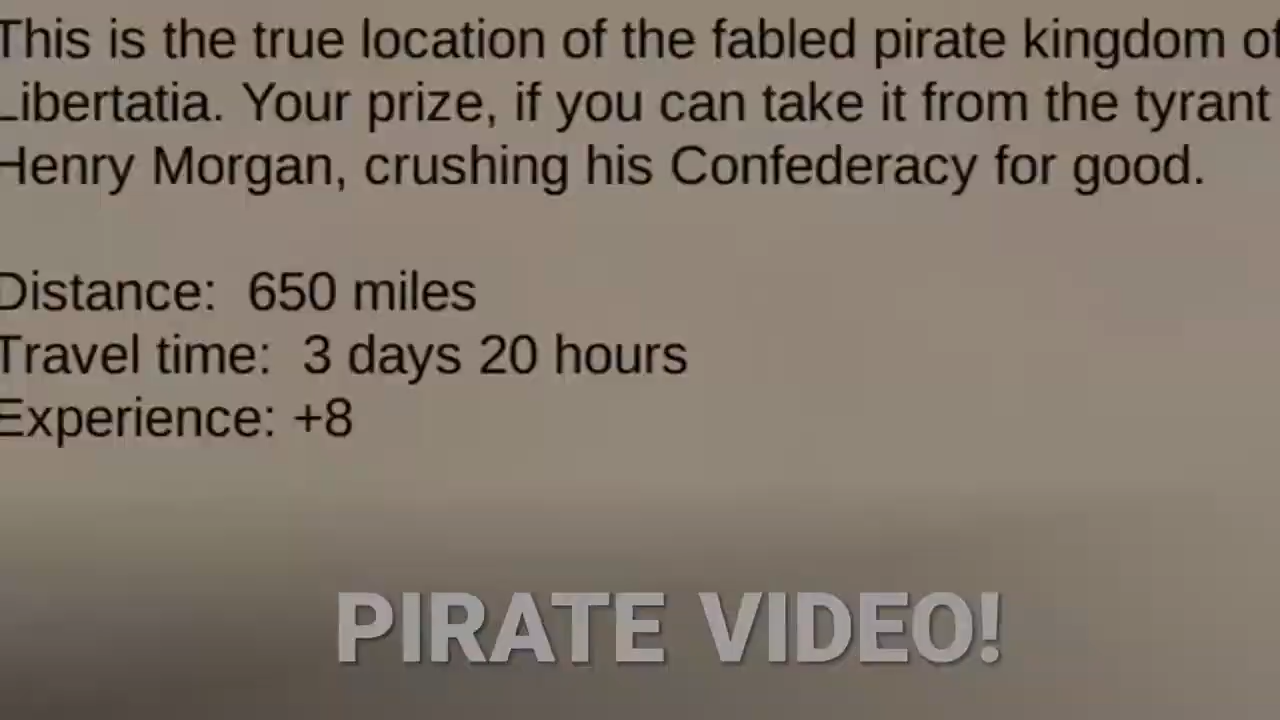 This is the true location of the fabled pirate kingdom of
Libertatia. Your prize, if you can take it from the tyrant
Henry Morgan, crushing his Confederacy for good.
Distance: 650 miles
Travel time: 3 days 20 hours
Experience: +8
PIRATE VIDEO!